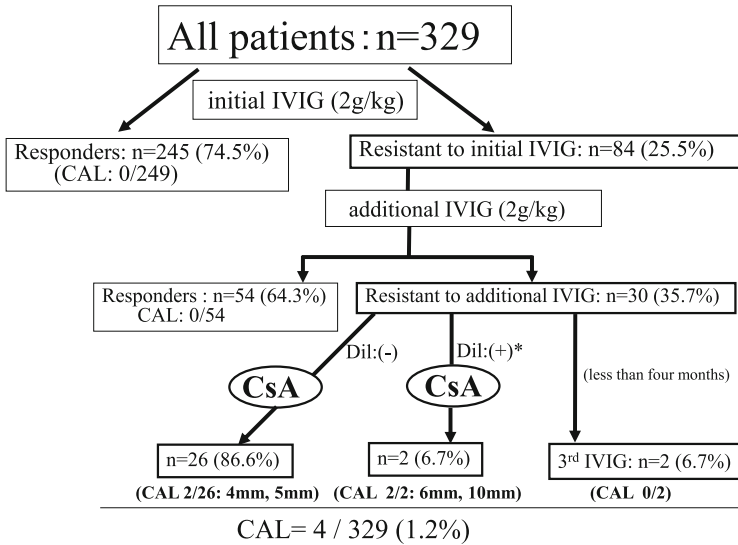 All patients : n=329
initial IVIG (2g/kg)
Responders: n=245 (74.5%)
(CAL: 0/249)
Resistant to initial IVIG: n=84 (25.5%)
additional IVIG (2g/kg)
Responders : n=54 (64.3%)
CAL: 0/54
Resistant to additional IVIG: n=30 (35.7%)
Dil:(-)
Dil:(+)*
(less than four months)
CsA
CsA
n=26 (86.6%)
(CAL 2/26: 4mm, 5mm)
n=2 (6.7%)
(CAL 2/2: 6mm, 10mm)
3rd IVIG: n=2 (6.7%)
(CAL 0/2)
CAL= 4 / 329 (1.2%)